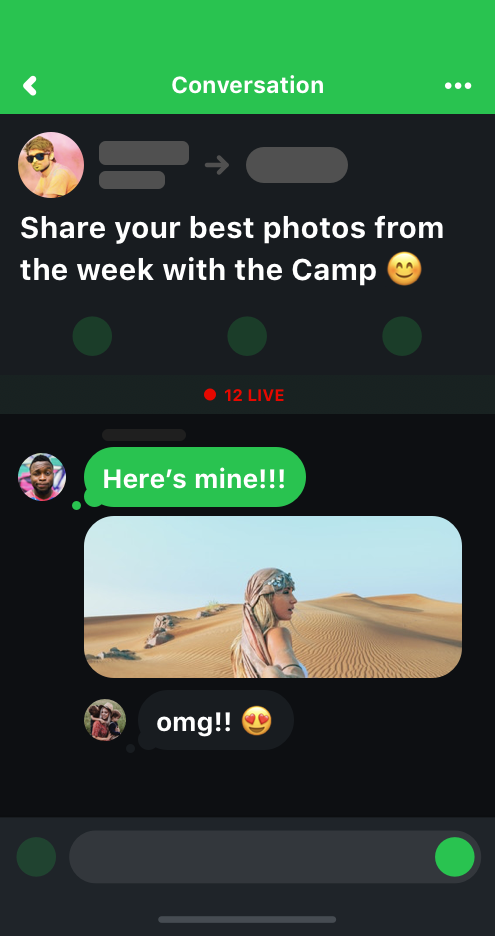 Conversation
Share your best photos from
the week with the Camp 😊
12 LIVE
Here’s mine!!!
omg!! 😍